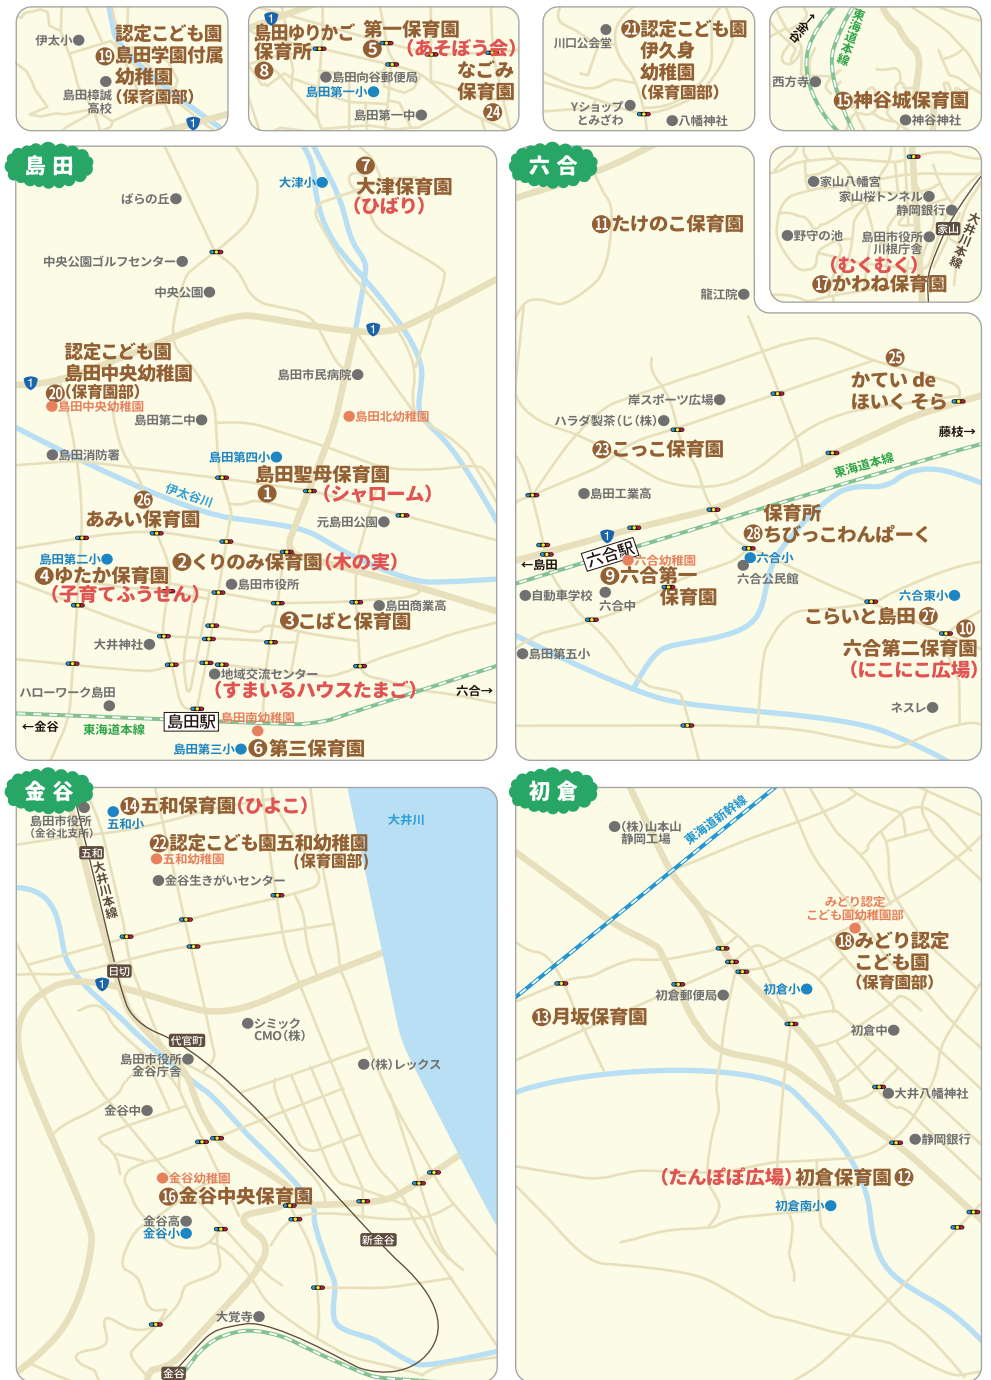 伊太小
認定こども園
⑲島田学園付属
幼稚園
(保育園部)
島田樟誠
高校
1
1
島田ゆりかご
保育所
⑧
第一保育園
⑤
(あそぼう会)
島田向谷郵便局
島田第一小
なごみ
保育園
㉔
島田第一中
川口公会堂
㉑認定こども園
伊久身
幼稚園
(保育園部)
Yショップ
とみざわ
八幡神社
↑金谷
東海道本線
西方寺
⑮神谷城保育園
神谷神社
島田
⑦
大津小
大津保育園
(ひばり)
ばらの丘
中央公園ゴルフセンター
中央公園
1
認定こども園
島田中央幼稚園
⑳(保育園部)
1
島田中央幼稚園
島田市民病院
島田第二中
島田北幼稚園
島田消防署
島田第四小
島田聖母保育園
①
(シャローム)
伊太谷川
㉖
あみい保育園
元島田公園
島田第二小
②くりのみ保育園(木の実)
④ゆたか保育園
(子育てふうせん)
島田市役所
島田商業高
③こばと保育園
大井神社
地域交流センター
(すまいるハウスたまご)
ハローワーク島田
六合→
←金谷
東海道本線
島田駅
島田南幼稚園
島田第三小
⑥第三保育園
六合
⑪たけのこ保育園
龍江院
家山八幡宮
家山桜トンネル
静岡銀行
野守の池
島田市役所
川根庁舎
家山
大井川本線
(むくむく)
⑰かわね保育園
㉕
かてい de
ほいく そら
岸スポーツ広場
ハラダ製茶(じ(株)
㉓こっこ保育園
藤枝→
東海道本線
島田工業高
保育所
㉘ちびっこわんぱーく
1
六合駅
←島田
六合幼稚園
⑨六合第一
保育園
六合小
六合公民館
自動車学校
六合中
六合東小
こらいと島田㉗
⑩
六合第二保育園
(にこにこ広場)
島田第五小
ネスレ
金谷
島田市役所
(金谷北支所)
⑭五和保育園(ひよこ)
五和小
大井川
㉒認定こども園五和幼稚園
(保育園部)
五和
五和幼稚園
大井川本線
金谷生きがいセンター
日切
1
シミック
CMO(株)
代官町
島田市役所
金谷庁舎
(株)レックス
金谷中
金谷幼稚園
⑯金谷中央保育園
金谷高
金谷小
新金谷
大覚寺
金谷
初倉
(株)山本山
静岡工場
東海道新幹線
みどり認定
こども園幼稚園部
⑱みどり認定
こども園
(保育園部)
初倉郵便局
初倉小
⑬月坂保育園
初倉中
大井八幡神社
静岡銀行
(たんぽぽ広場)初倉保育園⑫
初倉南小